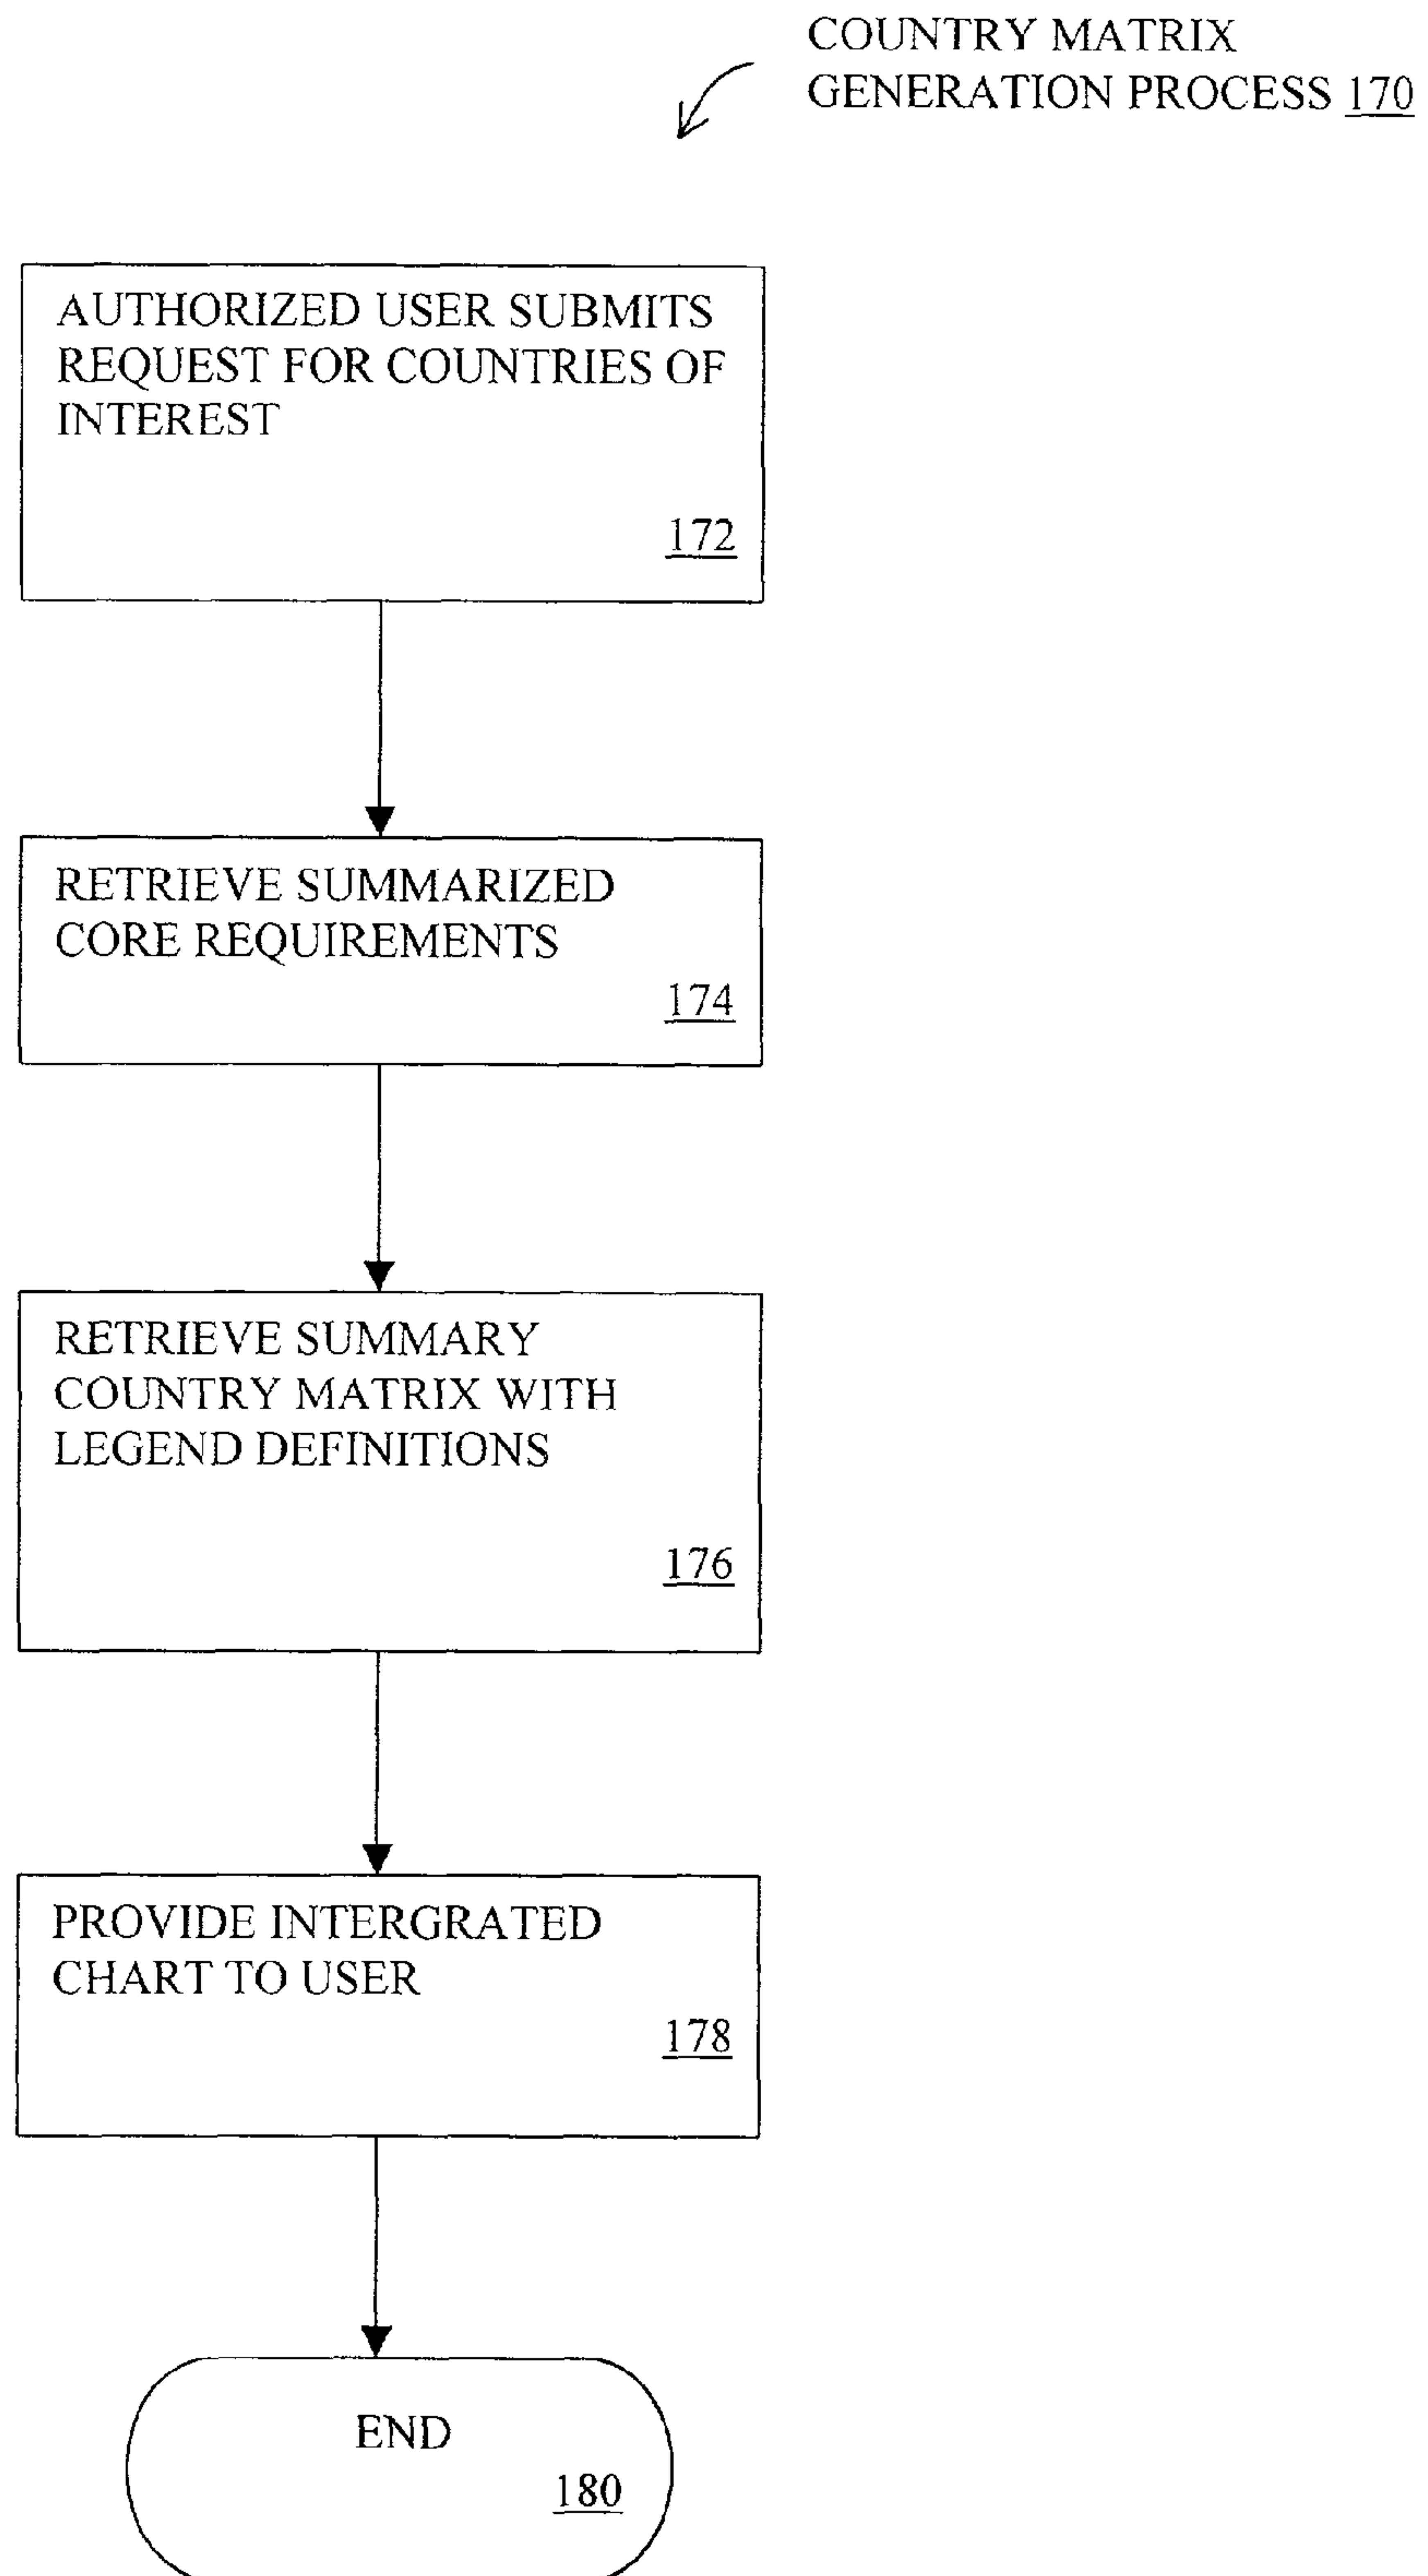 COUNTRY MATRIX
GENERATION PROCESS 170
AUTHORIZED USER SUBMITS
REQUEST FOR COUNTRIES OF
INTEREST
172
RETRIEVE SUMMARIZED
CORE REQUIREMENTS
174
RETRIEVE SUMMARY
COUNTRY MATRIX WITH
LEGEND DEFINITIONS
176
PROVIDE INTERGRATED
CHART TO USER
178
END
180